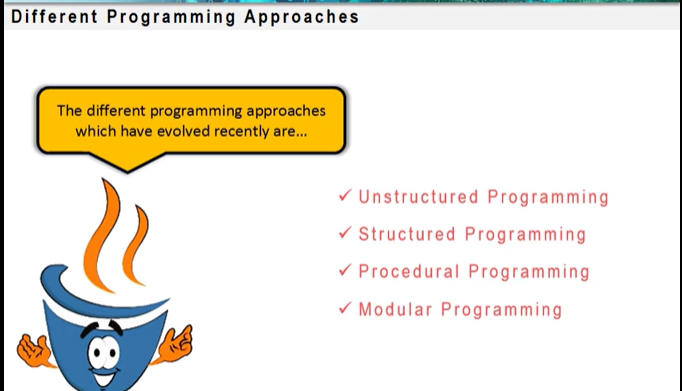 Different Programming Approaches
The different programming approaches
which have evolved recently are...
✓ Unstructured Programming
✓ Structured Programming
✓ Procedural Programming
✓ Modular Programming